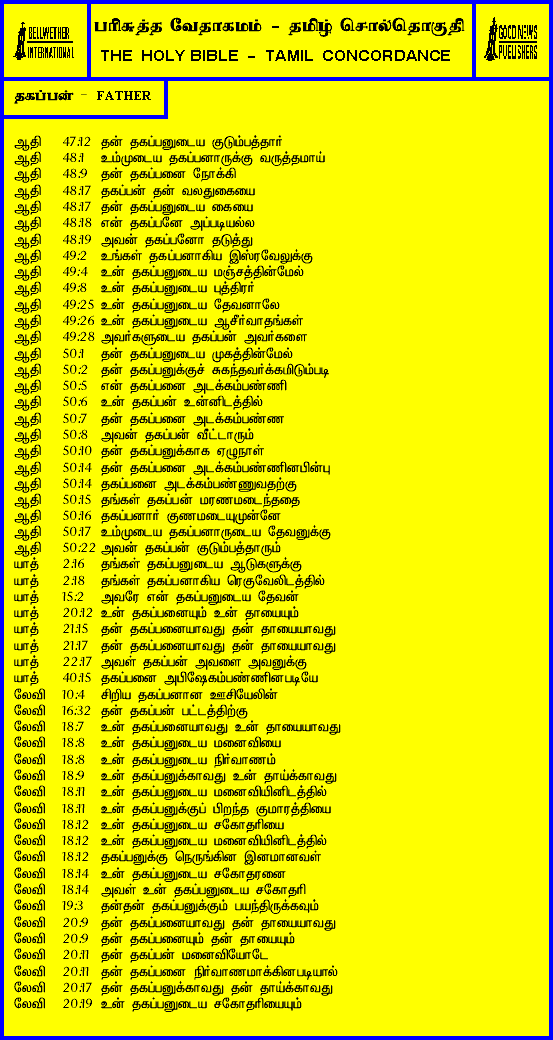 BELLWETHER
INTERNATIONAL
பரிசுத்த வேதாகமம் - தமிழ் சொல்தொகுதி
THE HOLY BIBLE - TAMIL CONCORDANCE
GOOD NEWS
PUBLISHERS
தகப்பன் - FATHER
ஆதி 47:12 தன் தகப்பனுடைய குடும்பத்தார்
ஆதி 48:1 உம்முடைய தகப்பனாருக்கு வருத்தமாய்
ஆதி 48:9 தன் தகப்பனை நோக்கி
ஆதி 48:17 தகப்பன் தன் வலதுகையை
ஆதி 48:17 தன் தகப்பனுடைய கையை
ஆதி 48:18 என் தகப்பனே அப்படியல்ல
ஆதி 48:19 அவன் தகப்பனோ தடுத்து
ஆதி 49:2 உங்கள் தகப்பனாகிய இஸ்ரவேலுக்கு
ஆதி 49:4 உன் தகப்பனுடைய மஞ்சத்தின்மேல்
ஆதி 49:8 உன் தகப்பனுடைய புத்திரர்
ஆதி 49:25 உன் தகப்பனுடைய தேவனாலே
ஆதி 49:26 உன் தகப்பனுடைய ஆசீர்வாதங்கள்
ஆதி 49:28 அவர்களுடைய தகப்பன் அவர்களை
ஆதி 50:1 தன் தகப்பனுடைய முகத்தின்மேல்
ஆதி 50:2 தன் தகப்பனுக்குச் சுகந்தவர்க்கமிடும்படி
ஆதி 50:5 என் தகப்பனை அடக்கம்பண்ணி
ஆதி 50:6 உன் தகப்பன் உன்னிடத்தில்
ஆதி 50:7 தன் தகப்பனை அடக்கம்பண்ண
ஆதி 50:8 அவன் தகப்பன் வீட்டாரும்
ஆதி 50:10 தன் தகப்பனுக்காக ஏழுநாள்
ஆதி 50:14 தன் தகப்பனை அடக்கம்பண்ணினபின்பு
ஆதி 50:14 தகப்பனை அடக்கம்பண்ணுவதற்கு
ஆதி 50:15 தங்கள் தகப்பன் மரணமடைந்ததை
ஆதி 50:16 தகப்பனார் குணமடையுமுன்னே
ஆதி 50:17 உம்முடைய தகப்பனாருடைய தேவனுக்கு
ஆதி 50:22 அவன் தகப்பன் குடும்பத்தாரும்
யாத் 2:16 தங்கள் தகப்பனுடைய ஆடுகளுக்கு
யாத் 2:18 தங்கள் தகப்பனாகிய ரெகுவேலிடத்தில்
யாத் 15:2 அவரே என் தகப்பனுடைய தேவன்
யாத் 20:12 உன் தகப்பனையும் உன் தாயையும்
யாத் 21:15 தன் தகப்பனையாவது தன் தாயையாவது
யாத் 21:17 தன் தகப்பனையாவது தன் தாயையாவது
யாத் 22:17 அவள் தகப்பன் அவளை அவனுக்கு
யாத் 40:15 தகப்பனை அபிஷேகம்பண்ணினபடியே
லேவி 10:4 சிறிய தகப்பனான ஊசியேலின்
லேவி 16:32 தன் தகப்பன் பட்டத்திற்கு
லேவி 18:7 உன் தகப்பனையாவது உன் தாயையாவது
லேவி 18:8 உன் தகப்பனுடைய மனைவியை
லேவி 18:8 உன் தகப்பனுடைய நிர்வாணம்
லேவி 18:9 உன் தகப்பனுக்காவது உன் தாய்க்காவது
லேவி 18:11 உன் தகப்பனுடைய மனைவியினிடத்தில்
லேவி 18:11 உன் தகப்பனுக்குப் பிறந்த குமாரத்தியை
லேவி 18:12 உன் தகப்பனுடைய சகோதரியை
லேவி 18:12 உன் தகப்பனுடைய மனைவியினிடத்தில்
லேவி 18:12 தகப்பனுக்கு நெருங்கின இனமானவள்
லேவி 18:14 உன் தகப்பனுடைய சகோதரனை
லேவி 18:14 அவள் உன் தகப்பனுடைய சகோதரி
லேவி 19:3 தன்தன் தகப்பனுக்கும் பயந்திருக்கவும்
லேவி 20:9 தன் தகப்பனையாவது தன் தாயையாவது
லேவி 20:9 தன் தகப்பனையும் தன் தாயையும்
லேவி 20:11 தன் தகப்பன் மனைவியோடே
லேவி 20:11 தன் தகப்பனை நிர்வாணமாக்கினபடியால்
லேவி 20:17 தன் தகப்பனுக்காவது தன் தாய்க்காவது
லேவி 20:19 உன் தகப்பனுடைய சகோதரியையும்